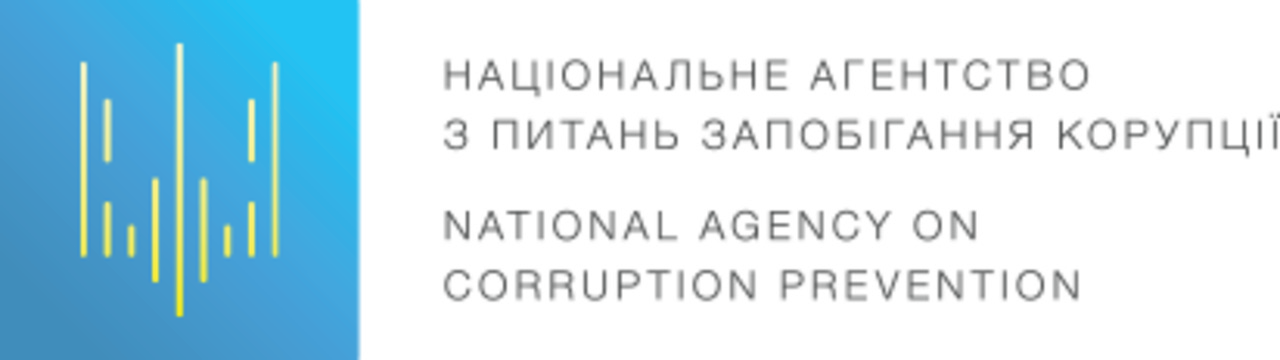 НАЦІОНАЛЬНЕ АГЕНТСТВО
З ПИТАНЬ ЗАПОБІГАННЯ КОРУПЦІЇ
NATIONAL AGENCY ON
CORRUPTION PREVENTION